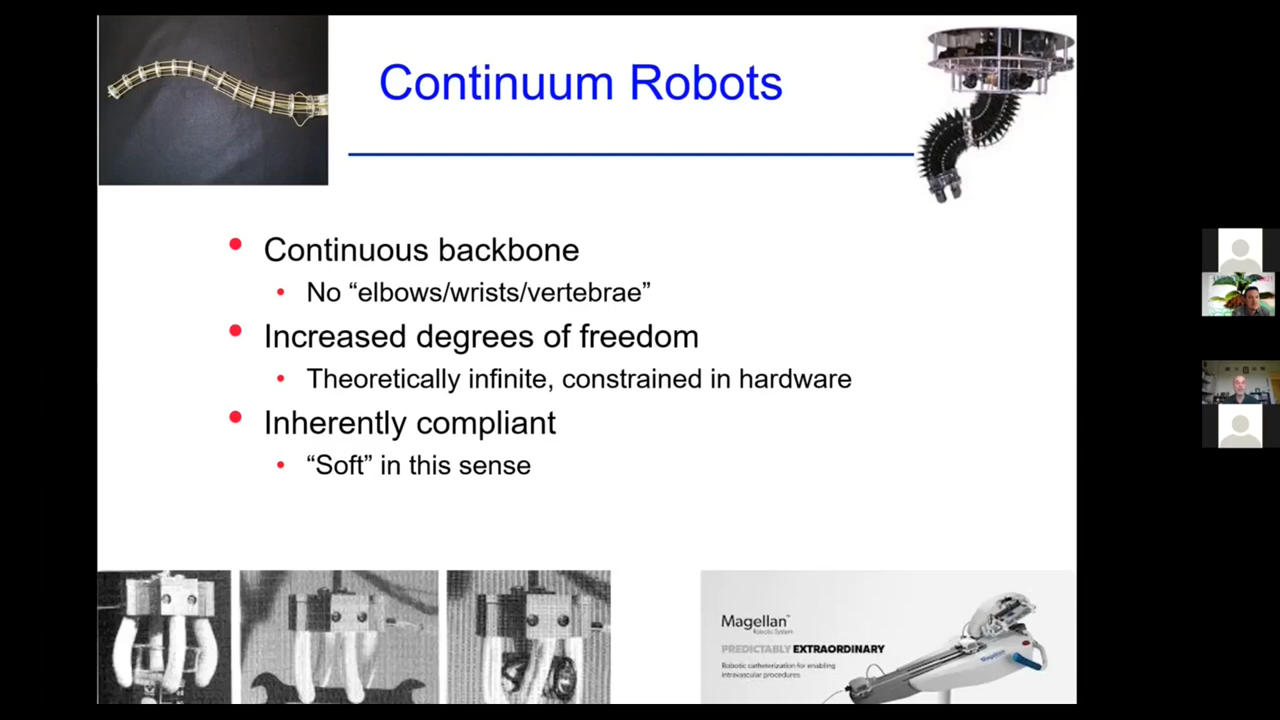 Continuum Robots
• Continuous backbone
• No “elbows/wrists/vertebrae”
• Increased degrees of freedom
• Theoretically infinite, constrained in hardware
• Inherently compliant
• “Soft” in this sense
Magellan™
Robotic System
PREDICTABLY EXTRAORDINARY
Robotic catheterization for enabling
intravascular procedures
Magellan